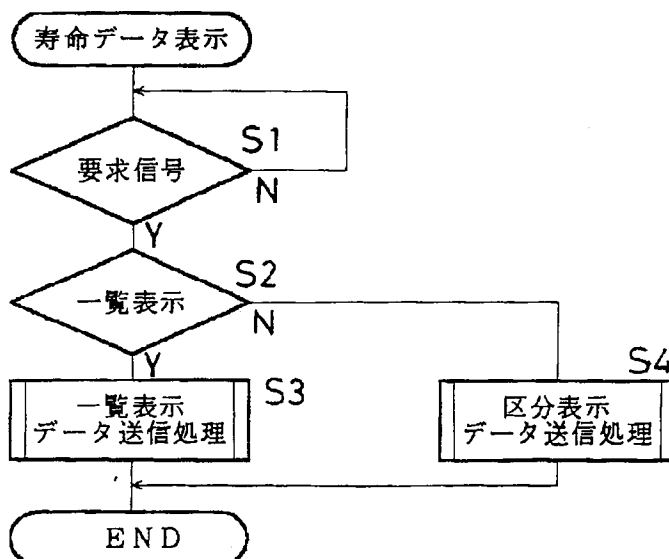 寿命データ表示
S1
要求信号
N
Y
S2
一覧表示
N
Y
S3
一覧表示
データ送信処理
S4
区分表示
データ送信処理
END